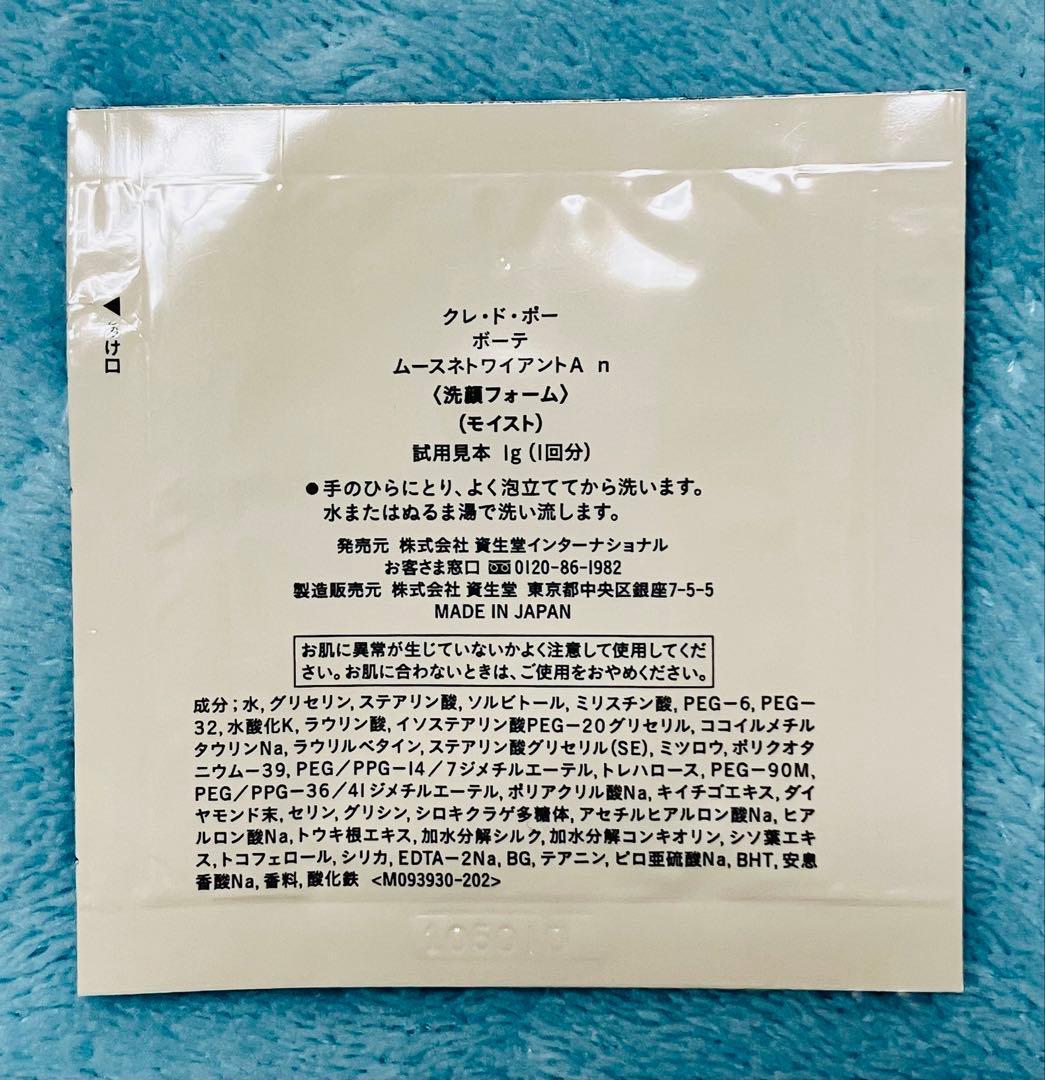 クレ・ド・ポー
ボーテ
ムースネトワイアントA n
〈洗顔フォーム〉
(モイスト)
試用見本 1g(1回分)
●手のひらにとり、よく泡立ててから洗います。
水またはぬるま湯で洗い流します。
発売元 株式会社 資生堂インターナショナル
お客さま窓口 0120-86-1982
製造販売元 株式会社 資生堂 東京都中央区銀座7-5-5
MADE IN JAPAN
お肌に異常が生じていないかよく注意して使用してくだ
さい。お肌に合わないときは、ご使用をおやめください。
成分;水,グリセリン,ステアリン酸,ソルビトール,ミリスチン酸,PEG-6,PEG-
32,水酸化K,ラウリン酸,イソステアリン酸PEG-20グリセリル,ココイルメチル
タウリンNa,ラウリルベタイン,ステアリン酸グリセリル(SE),ミツロウ,ポリクオタ
ニウム-39,PEG/PPG-14/7ジメチルエーテル,トレハロース,PEG-90M,
PEG/PPG-36/41ジメチルエーテル,ポリアクリル酸Na,キイチゴエキス,ダイ
ヤモンド末,セリン,グリシン,シロキクラゲ多糖体,アセチルヒアルロン酸Na,ヒア
ルロン酸Na,トウキ根エキス,加水分解シルク,加水分解コンキオリン,シソ葉エキ
ス,トコフェロール,シリカ,EDTA-2Na,BG,テアニン,ピロ亜硫酸Na,BHT,安息
香酸Na,香料,酸化鉄 <M093930-202>